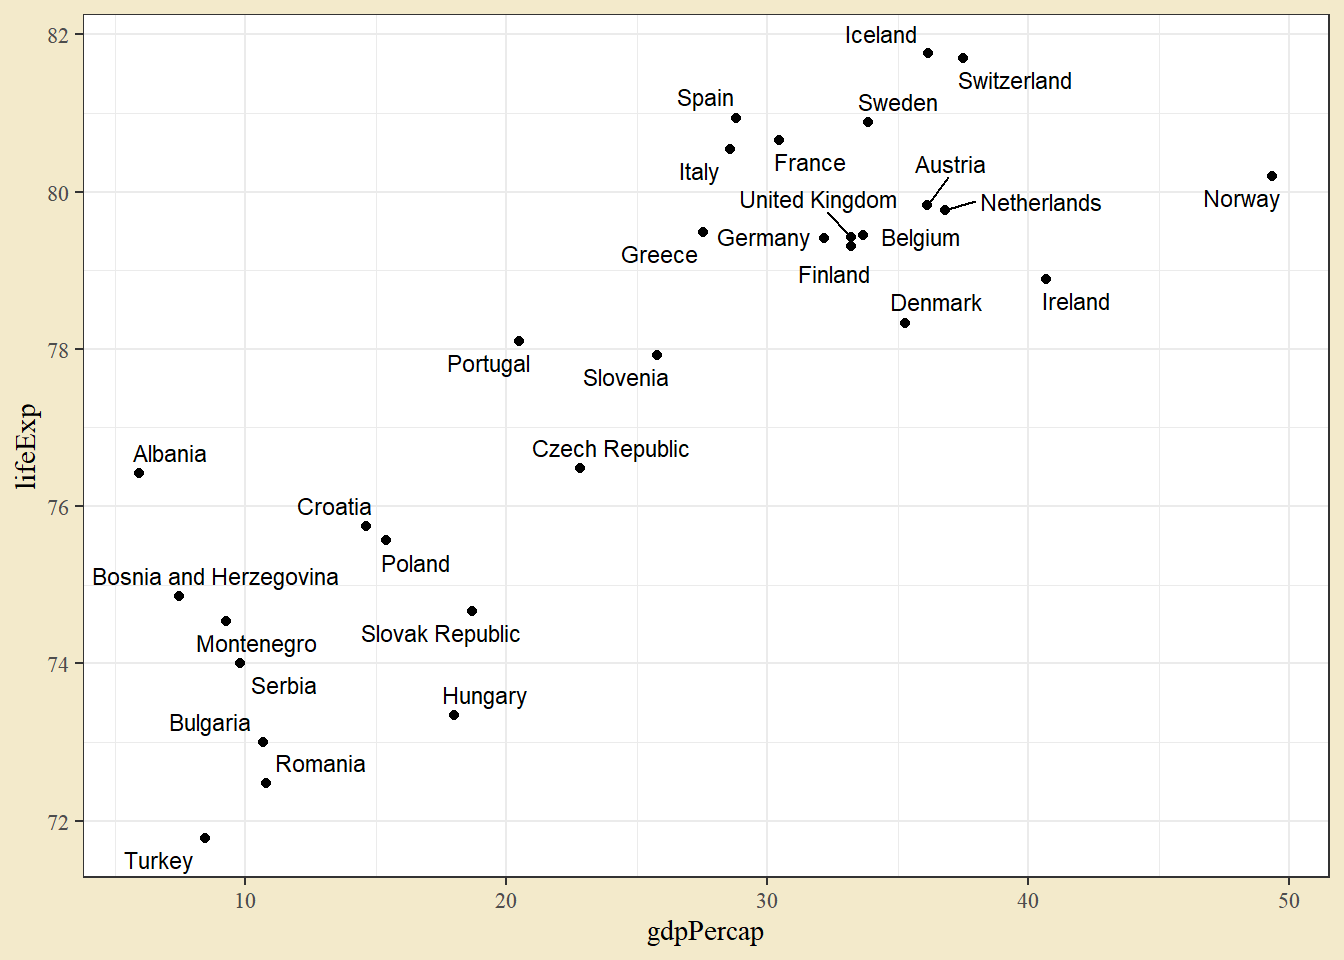 82
80
78
76
74
72
lifeExp
Iceland
Switzerland
Spain
Sweden
Italy
France
Austria
United Kingdom
Netherlands
Norway
Germany
Belgium
Greece
Finland
Denmark
Ireland
Portugal
Slovenia
Czech Republic
Albania
Croatia
Poland
Bosnia and Herzegovina
Slovak Republic
Montenegro
Serbia
Hungary
Bulgaria
Romania
Turkey
10
20
30
40
50
gdpPercap